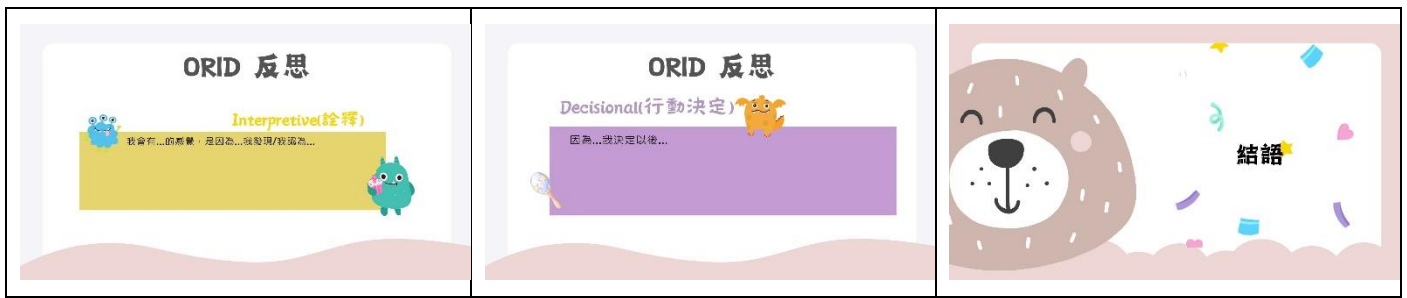 ORID 反思
Interpretive(詮釋)
我會有...的感覺，是因為...我發現/我認為...
ORID 反思
Decisional(行動決定)
因為...我決定以後...
結語